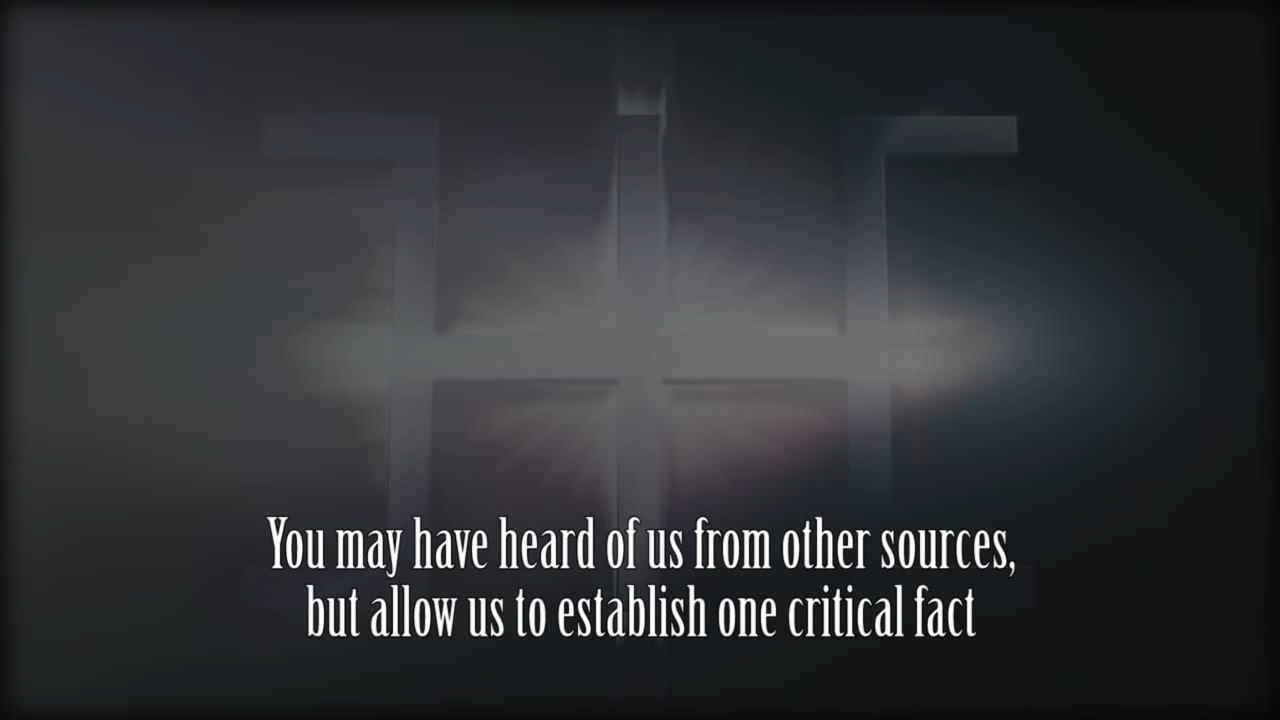 You may have heard of us from other sources,
but allow us to establish one critical fact